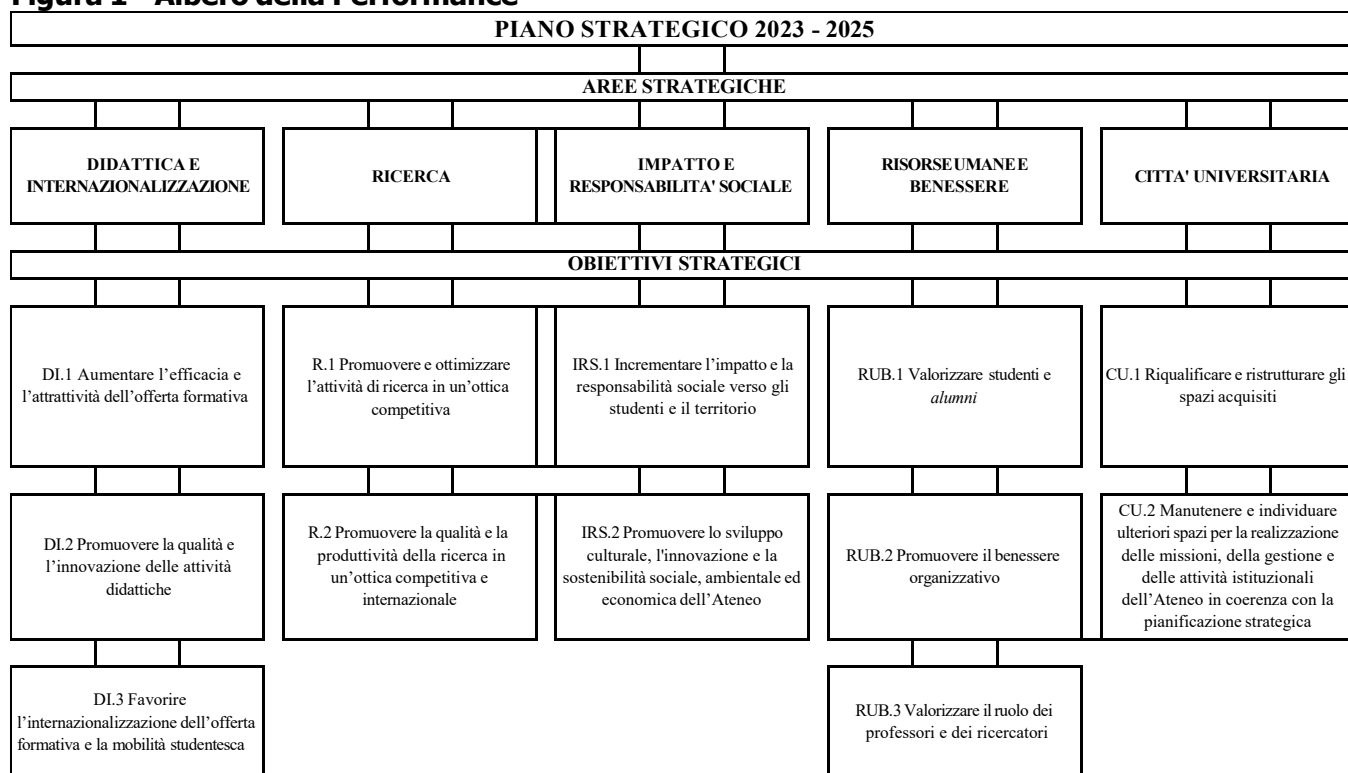 Figura 1 - Albero della Performance
PIANO STRATEGICO 2023 - 2025
AREE STRATEGICHE
DIDATTICA E
INTERNAZIONALIZZAZIONE
RICERCA
IMPATTO E
RESPONSABILITA' SOCIALE
RISORSE UMANE E
BENESSERE
CITTA' UNIVERSITARIA
OBIETTIVI STRATEGICI
DI.1 Aumentare l’efficacia e
l’attrattività dell’offerta formativa
R.1 Promuovere e ottimizzare
l’attività di ricerca in un’ottica
competitiva
IRS.1 Incrementare l’impatto e la
responsabilità sociale verso gli
studenti e il territorio
RUB.1 Valorizzare studenti e
alumni
CU.1 Riqualificare e ristrutturare gli
spazi acquisiti
DI.2 Promuovere la qualità e
l’innovazione delle attività
didattiche
R.2 Promuovere la qualità e la
produttività della ricerca in
un’ottica competitiva e
internazionale
IRS.2 Promuovere lo sviluppo
culturale, l'innovazione e la
sostenibilità sociale, ambientale ed
economica dell’Ateneo
RUB.2 Promuovere il benessere
organizzativo
CU.2 Manutenere e individuare
ulteriori spazi per la realizzazione
delle missioni, della gestione e
delle attività istituzionali
dell’Ateneo in coerenza con la
pianificazione strategica
DI.3 Favorire
l’internazionalizzazione dell’offerta
formativa e la mobilità studentesca
RUB.3 Valorizzare il ruolo dei
professori e dei ricercatori